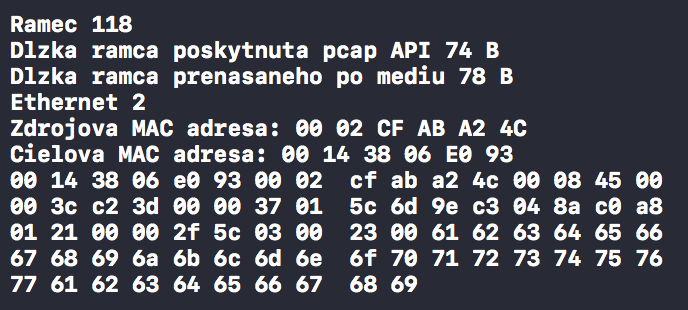 Ramec 118
Dlzka ramca poskytnuta pcap API 74 B
Dlzka ramca prenasaneho po mediu 78 B
Ethernet 2
Zdrojova MAC adresa: 00 02 CF AB A2 4C
Cielova MAC adresa: 00 14 38 06 E0 93
00 14 38 06 e0 93 00 02  cf ab a2 4c 00 08 45 00
00 3c c2 3d 00 00 37 01  5c 6d 9e c3 04 8a c0 a8
01 21 00 00 2f 5c 03 00  23 00 61 62 63 64 65 66
67 68 69 6a 6b 6c 6d 6e  6f 70 71 72 73 74 75 76
77 61 62 63 64 65 66 67  68 69